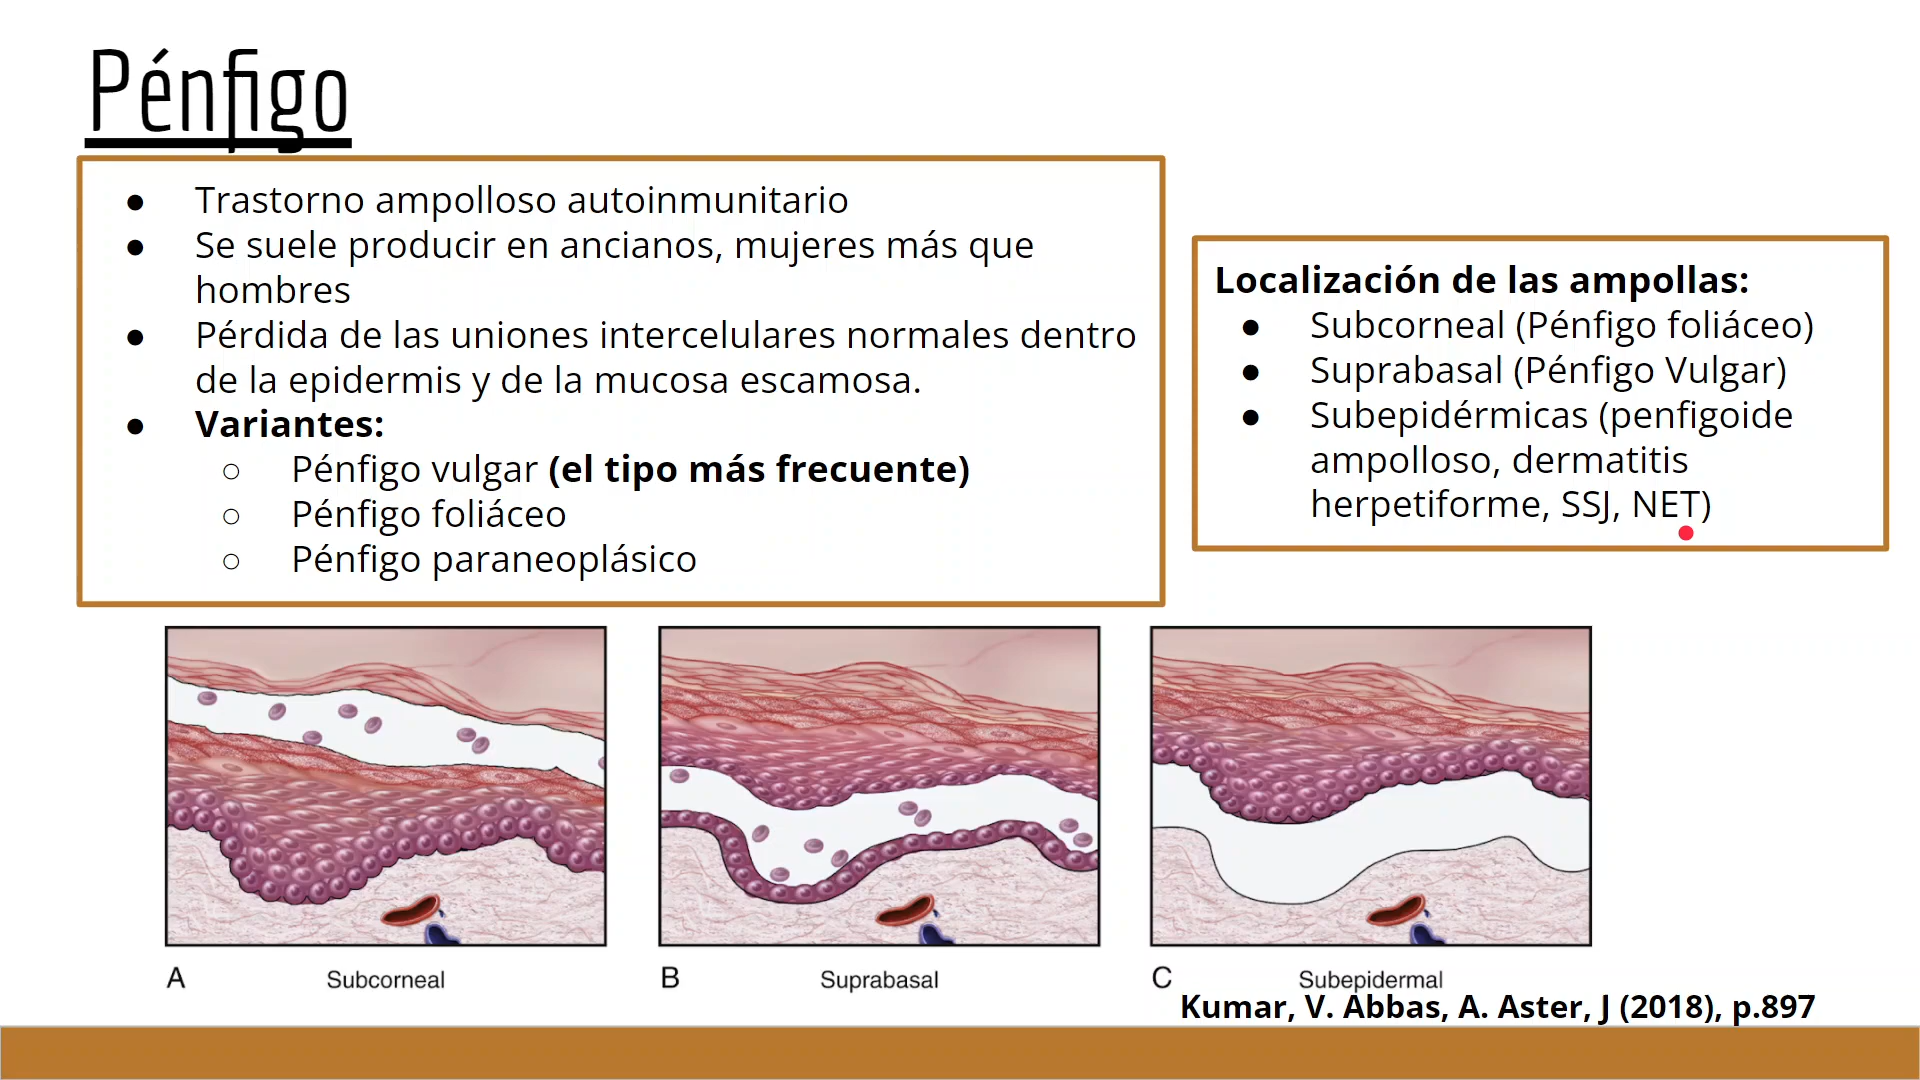 Pénfigo
● Trastorno ampolloso autoinmunitario
● Se suele producir en ancianos, mujeres más que
hombres
● Pérdida de las uniones intercelulares normales dentro
de la epidermis y de la mucosa escamosa.
● Variantes:
○ Pénfigo vulgar (el tipo más frecuente)
○ Pénfigo foliáceo
○ Pénfigo paraneoplásico
Localización de las ampollas:
● Subcorneal (Pénfigo foliáceo)
● Suprabasal (Pénfigo Vulgar)
● Subepidérmicas (penfigoide
ampolloso, dermatitis
herpetiforme, SSJ, NET)
A Subcorneal
B Suprabasal
C Subepidermal
Kumar, V. Abbas, A. Aster, J (2018), p.897